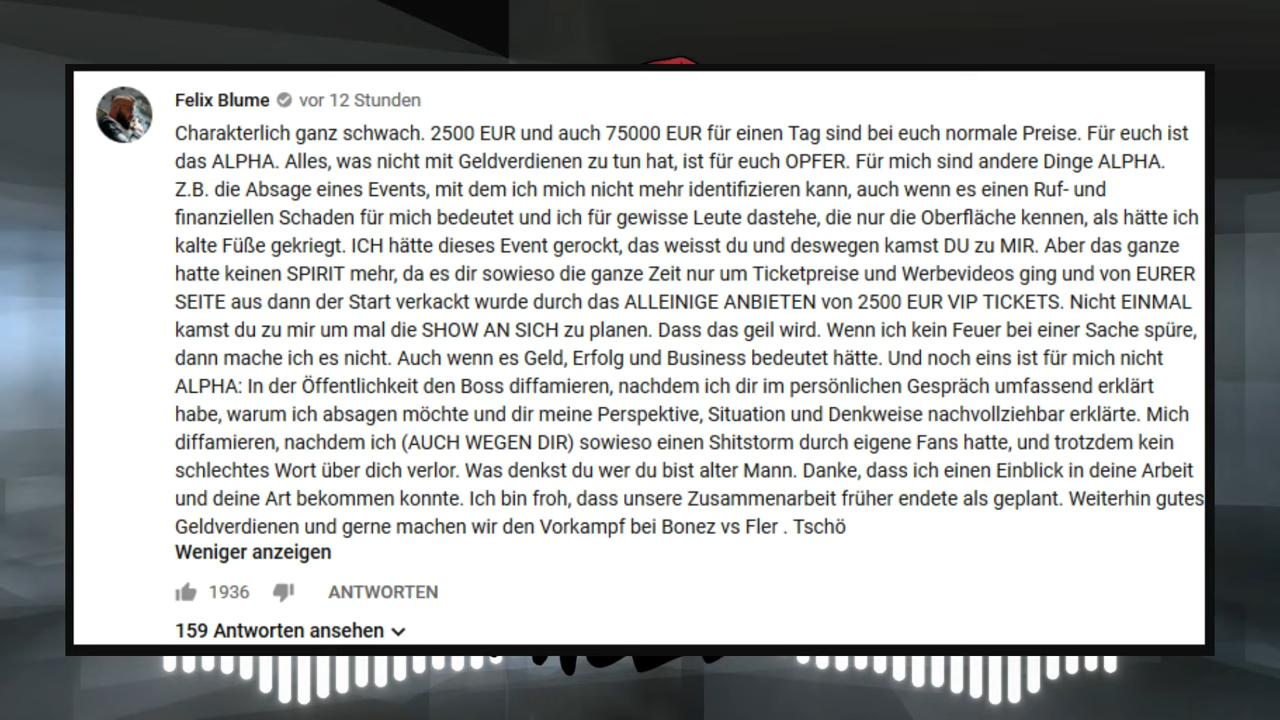 Felix Blume vor 12 Stunden
Charakterlich ganz schwach. 2500 EUR und auch 75000 EUR für einen Tag sind bei euch normale Preise. Für euch ist
das ALPHA. Alles, was nicht mit Geldverdienen zu tun hat, ist für euch OPFER. Für mich sind andere Dinge ALPHA.
Z.B. die Absage eines Events, mit dem ich mich nicht mehr identifizieren kann, auch wenn es einen Ruf- und
finanziellen Schaden für mich bedeutet und ich für gewisse Leute dastehe, die nur die Oberfläche kennen, als hätte ich
kalte Füße gekriegt. ICH hätte dieses Event gerockt, das weisst du und deswegen kamst DU zu MIR. Aber das ganze
hatte keinen SPIRIT mehr, da es dir sowieso die ganze Zeit nur um Ticketpreise und Werbevideos ging und von EURER
SEITE aus dann der Start verkackt wurde durch das ALLEINIGE ANBIETEN von 2500 EUR VIP TICKETS. Nicht EINMAL
kamst du zu mir um mal die SHOW AN SICH zu planen. Dass das geil wird. Wenn ich kein Feuer bei einer Sache spüre,
dann mache ich es nicht. Auch wenn es Geld, Erfolg und Business bedeutet hätte. Und noch eins ist für mich nicht
ALPHA: In der Öffentlichkeit den Boss diffamieren, nachdem ich dir im persönlichen Gespräch umfassend erklärt
habe, warum ich absagen möchte und dir meine Perspektive, Situation und Denkweise nachvollziehbar erklärte. Mich
diffamieren, nachdem ich (AUCH WEGEN DIR) sowieso einen Shitstorm durch eigene Fans hatte, und trotzdem kein
schlechtes Wort über dich verlor. Was denkst du wer du bist alter Mann. Danke, dass ich einen Einblick in deine Arbeit
und deine Art bekommen konnte. Ich bin froh, dass unsere Zusammenarbeit früher endete als geplant. Weiterhin gutes
Geldverdienen und gerne machen wir den Vorkampf bei Bonez vs Fler . Tschö
Weniger anzeigen
1936 ANTWORTEN
159 Antworten ansehen